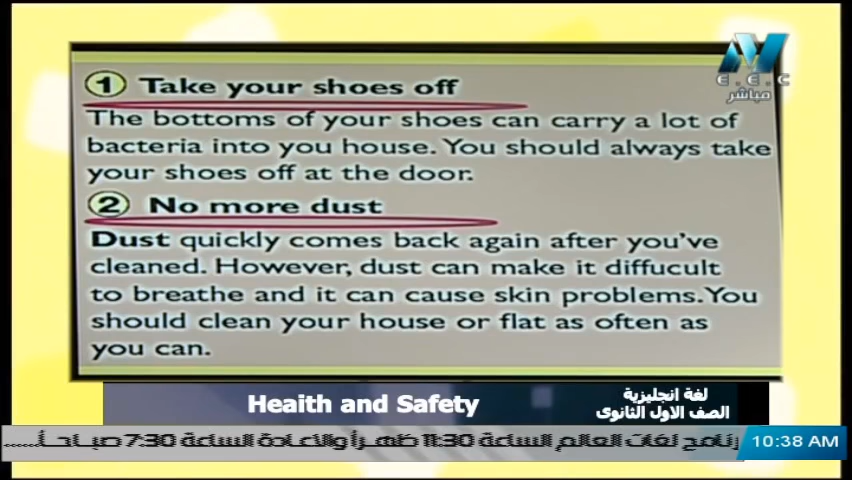 E.E.C
مباشر
1 Take your shoes off
The bottoms of your shoes can carry a lot of
bacteria into you house. You should always take
your shoes off at the door.
2 No more dust
Dust quickly comes back again after you've
cleaned. However, dust can make it diffucult
to breathe and it can cause skin problems. You
should clean your house or flat as often as
you can.
Heaith and Safety
لغة انجليزية
الصف الاول الثانوى
برنامج لغات العالم الساعة 11:30 ظهراً والاعادة الساعة 7:30 صباحاً......
10:38 AM